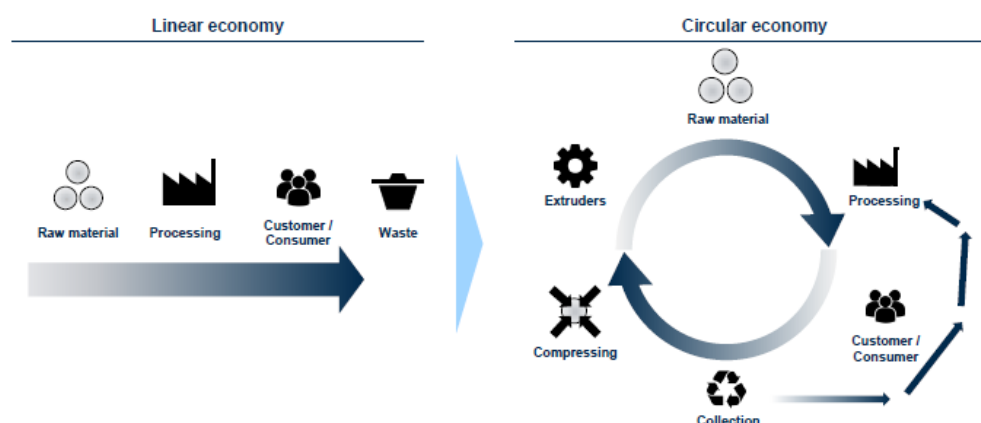 Linear economy
Circular economy
Raw material
Processing
Customer /
Consumer
Waste
Raw material
Extruders
Processing
Compressing
Customer /
Consumer
Collection